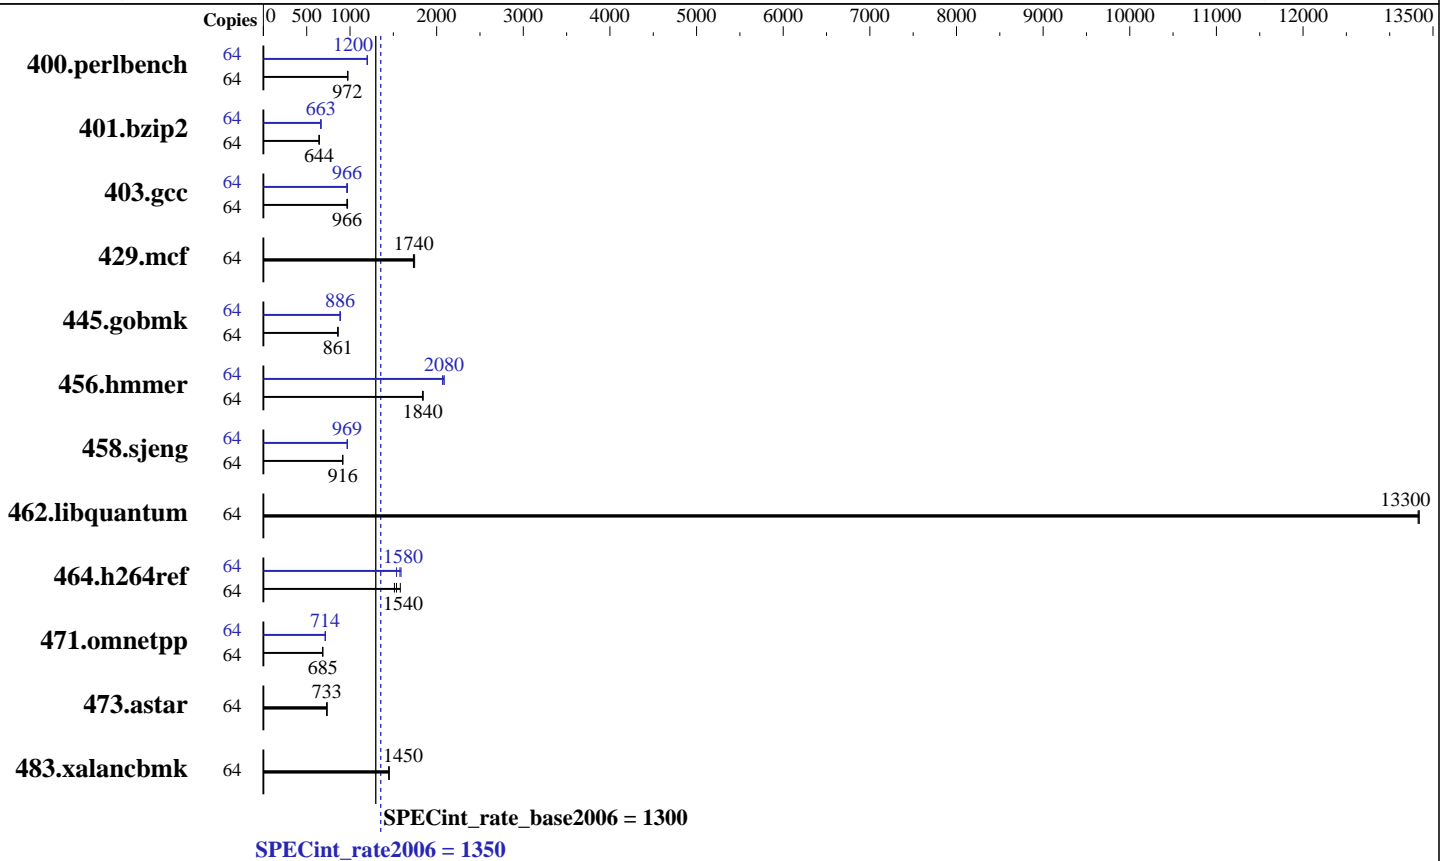 Copies 0 500 1000 2000 3000 4000 5000 6000 7000 8000 9000 10000 11000 12000 13500
400.perlbench 64 1200
64 972
401.bzip2 64 663
64 644
403.gcc 64 966
64 966
429.mcf 64 1740
445.gobmk 64 886
64 861
456.hmmer 64 2080
64 1840
458.sjeng 64 969
64 916
462.libquantum 64 13300
464.h264ref 64 1580
64 1540
471.omnetpp 64 714
64 685
473.astar 64 733
483.xalancbmk 64 1450
SPECint_rate_base2006 = 1300
SPECint_rate2006 = 1350